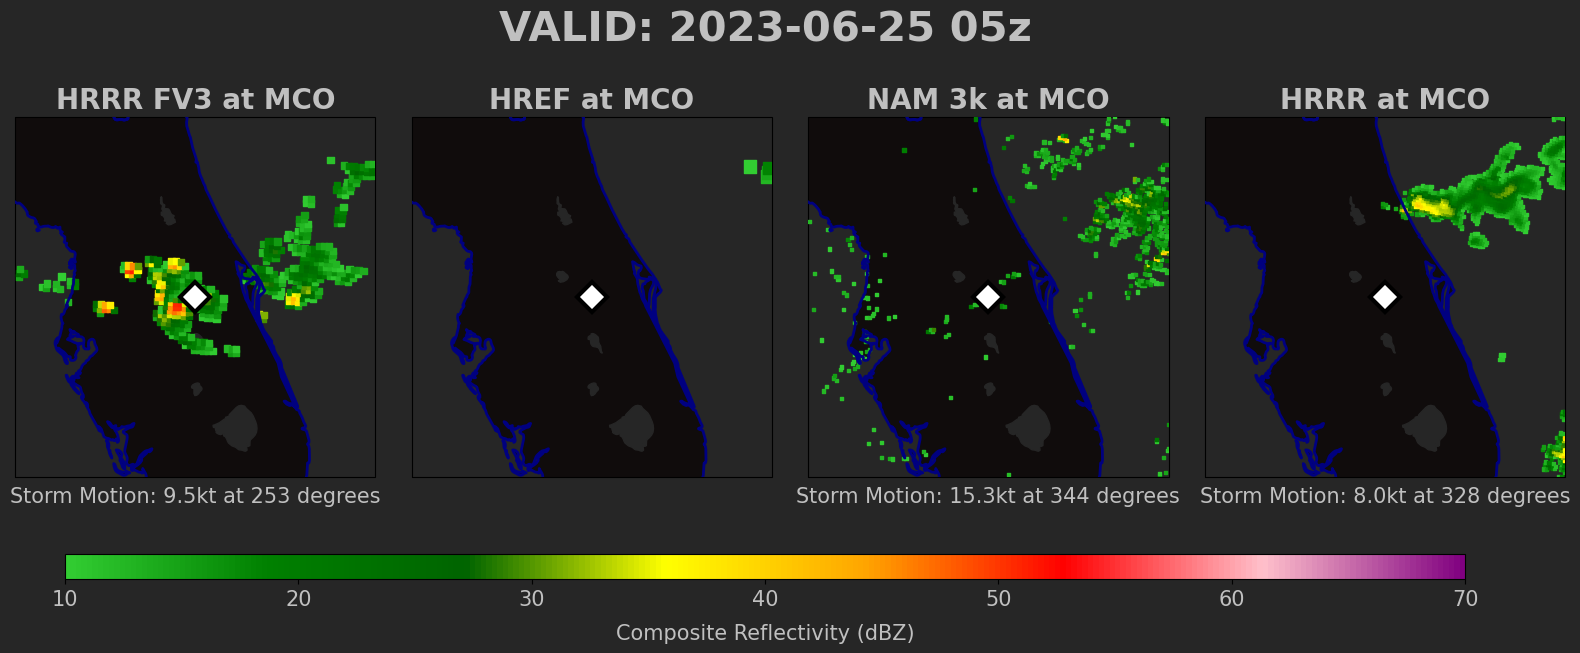 VALID: 2023-06-25 05z
HRRR FV3 at MCO
HREF at MCO
NAM 3k at MCO
HRRR at MCO
Storm Motion: 9.5kt at 253 degrees
Storm Motion: 15.3kt at 344 degrees
Storm Motion: 8.0kt at 328 degrees
10 20 30 40 50 60 70
Composite Reflectivity (dBZ)